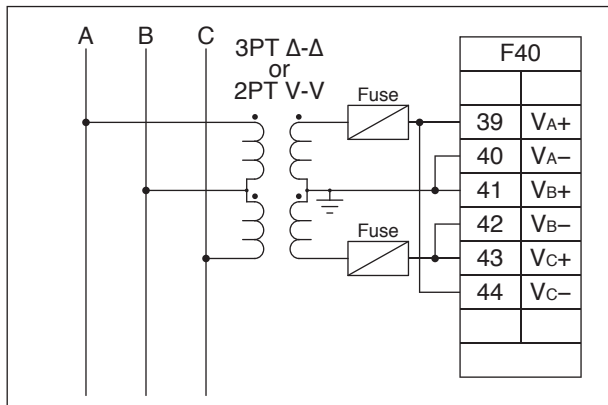 A B C
3PT Δ-Δ
or
2PT V-V
Fuse
F40
39 VA+
40 VA−
41 VB+
42 VB−
Fuse
43 VC+
44 VC−